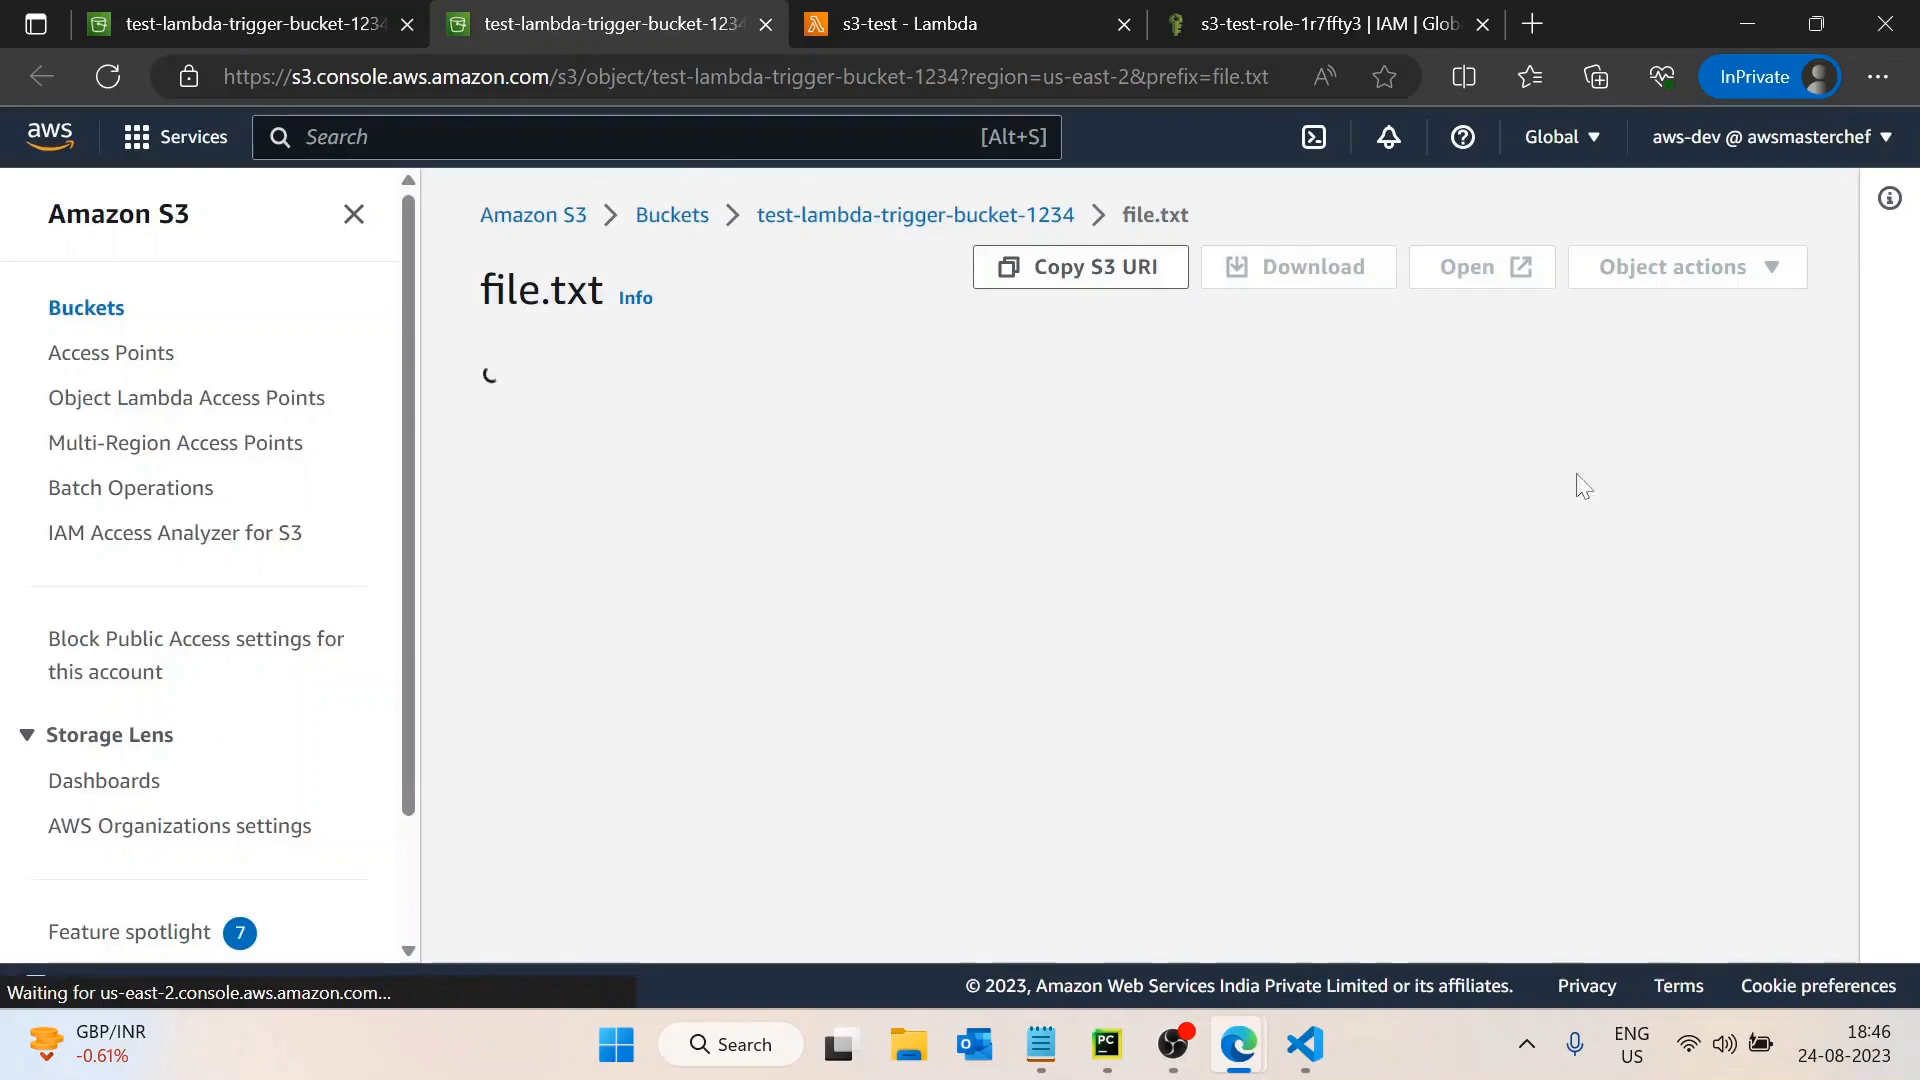 test-lambda-trigger-bucket-1234
test-lambda-trigger-bucket-1234
s3-test - Lambda
s3-test-role-1r7ffty3 | IAM | Glob
https://s3.console.aws.amazon.com/s3/object/test-lambda-trigger-bucket-1234?region=us-east-2&prefix=file.txt
InPrivate
aws
Services
Search
[Alt+S]
Global
aws-dev @ awsmasterchef
Amazon S3
Buckets
Access Points
Object Lambda Access Points
Multi-Region Access Points
Batch Operations
IAM Access Analyzer for S3
Block Public Access settings for
this account
Storage Lens
Dashboards
AWS Organizations settings
Feature spotlight 7
Amazon S3 > Buckets > test-lambda-trigger-bucket-1234 > file.txt
file.txt Info
Copy S3 URI
Download
Open
Object actions
Waiting for us-east-2.console.aws.amazon.com...
© 2023, Amazon Web Services India Private Limited or its affiliates.
Privacy
Terms
Cookie preferences
GBP/INR
-0.61%
Search
PC
ENG
US
18:46
24-08-2023